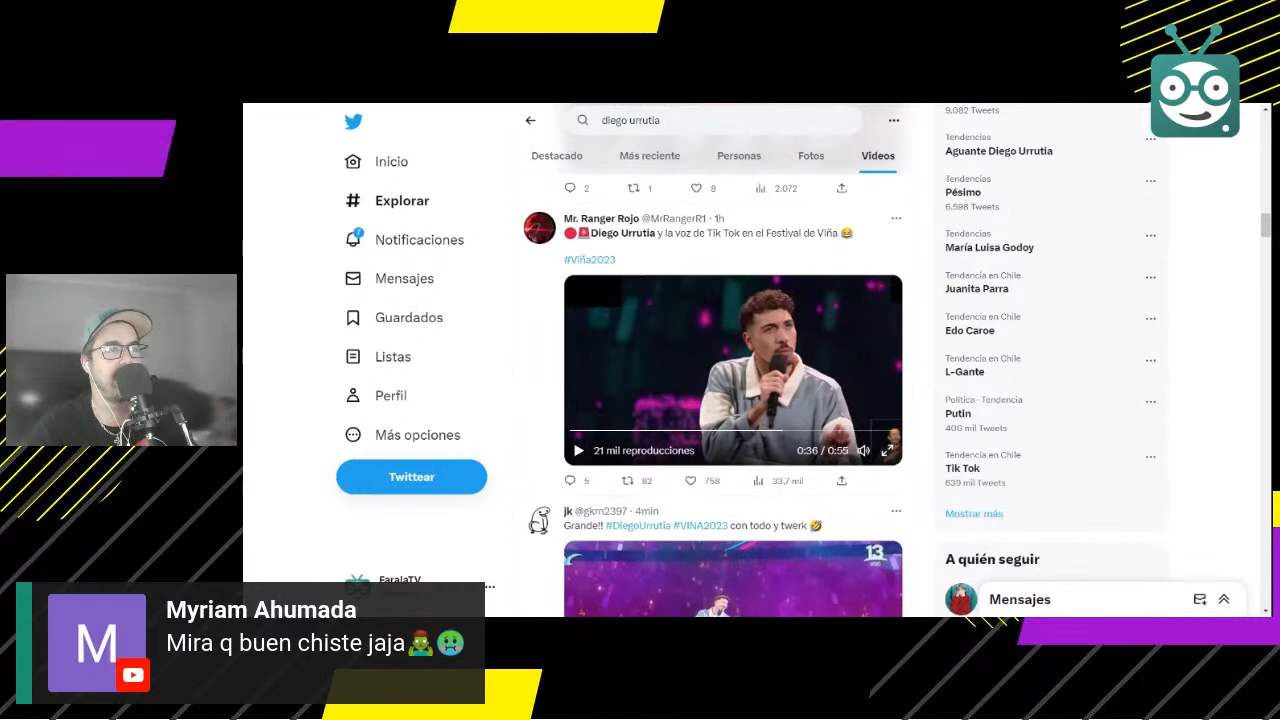 diego urrutia
Destacado
Más reciente
Personas
Fotos
Videos
Inicio
Explorar
Notificaciones
Mensajes
Guardados
Listas
Perfil
Más opciones
Twittear
FaralaTV
2
1
8
2.072
Mr. Ranger Rojo @MrRangerR1 · 1h
Diego Urrutia y la voz de Tik Tok en el Festival de Viña 😂
#Viña2023
21 mil reproducciones
0:36 / 0:55
5
82
758
33,7 mil
jk @gkrn2397 · 4min
Grande!! #DiegoUrrutia #VINA2023 con todo y twerk 🤣
13
9.082 Tweets
Tendencias
Aguante Diego Urrutia
Tendencias
Pésimo
6.598 Tweets
Tendencias
María Luisa Godoy
Tendencia en Chile
Juanita Parra
Tendencia en Chile
Edo Caroe
Tendencia en Chile
L-Gante
Política · Tendencia
Putin
400 mil Tweets
Tendencia en Chile
Tik Tok
639 mil Tweets
Mostrar más
A quién seguir
Mensajes
M
Myriam Ahumada
Mira q buen chiste jaja🧟‍♂️🤢